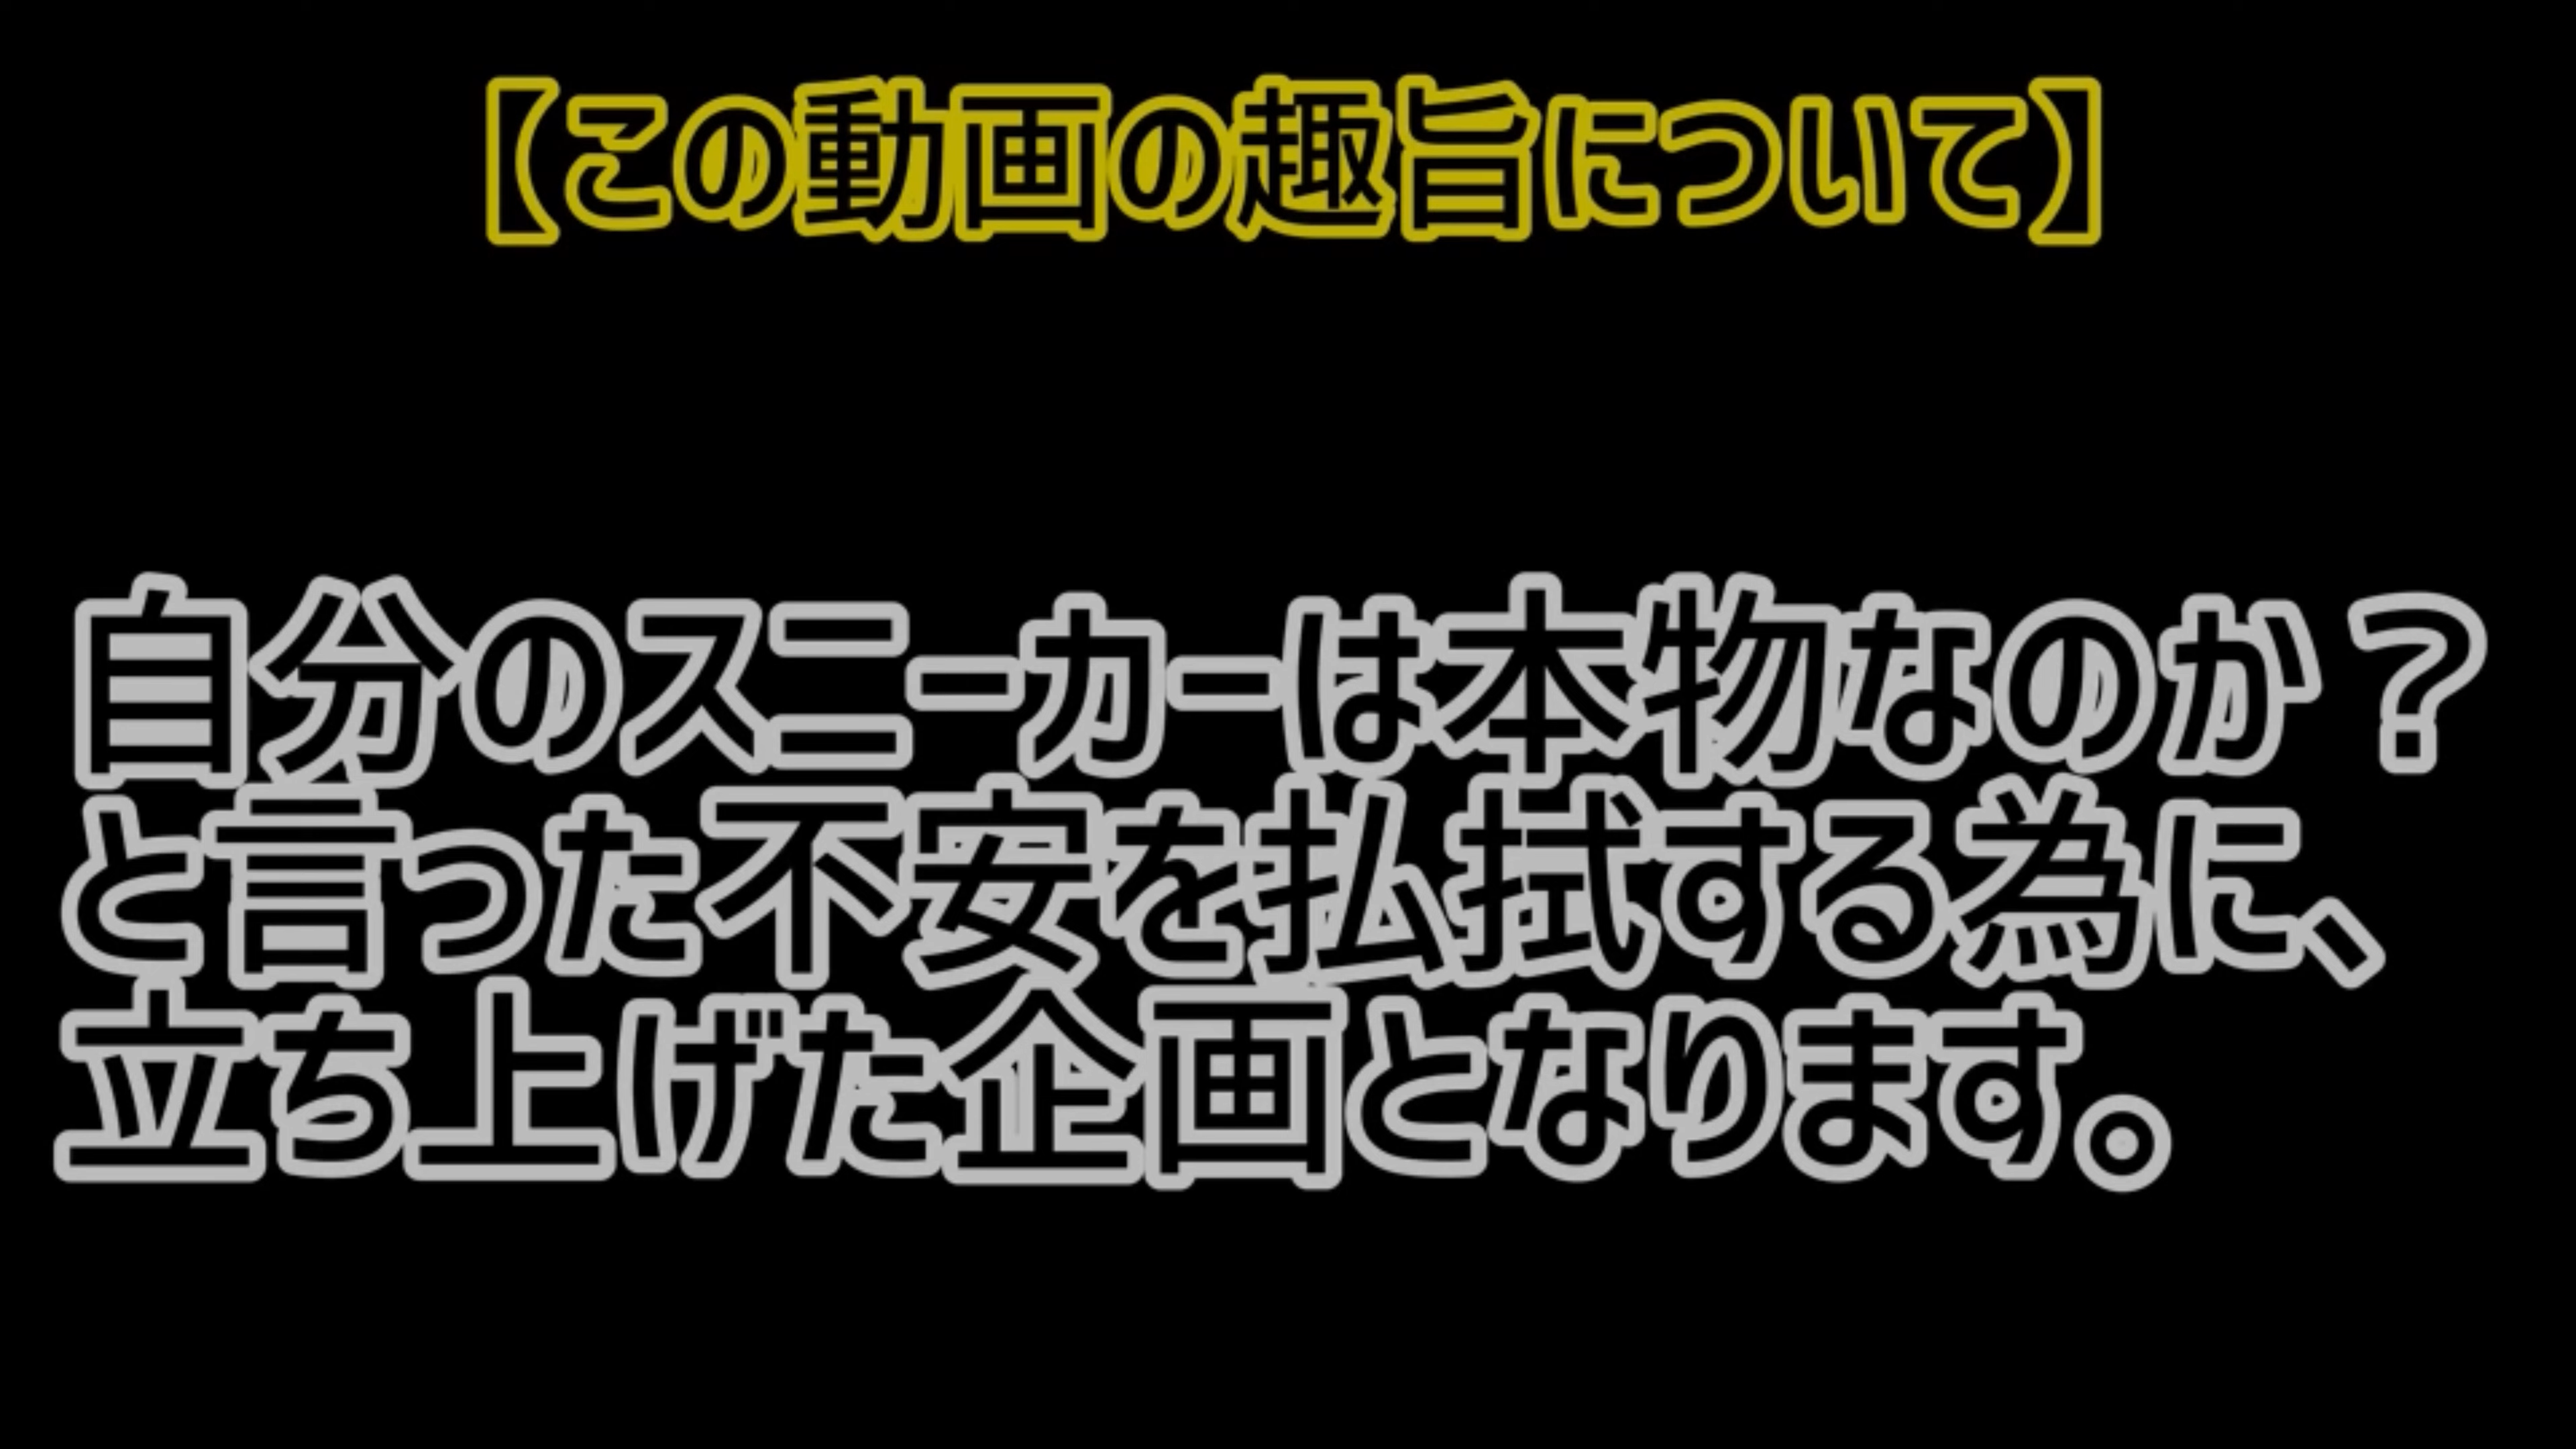 【この動画の趣旨について】
自分のスニーカーは本物なのか？
と言った不安を払拭する為に、
立ち上げた企画となります。